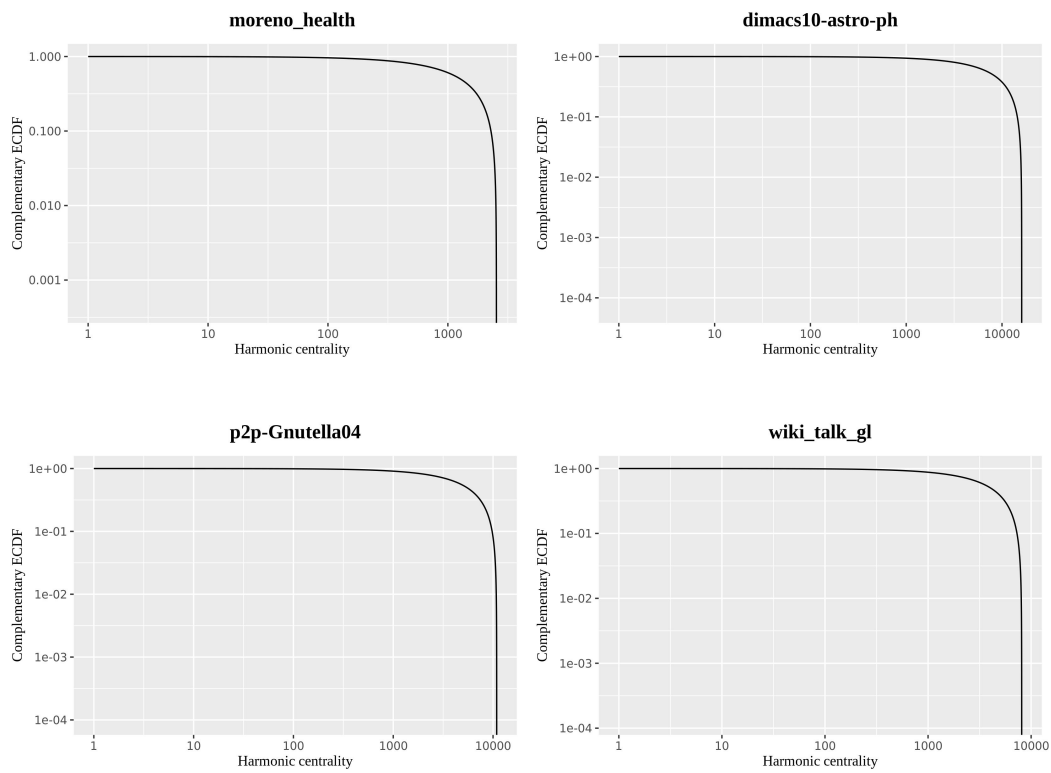 moreno_health
1.000
0.100
0.010
0.001
Complementary ECDF
1
10
100
1000
Harmonic centrality
dimacs10-astro-ph
1e+00
1e-01
1e-02
1e-03
1e-04
Complementary ECDF
1
10
100
1000
10000
Harmonic centrality
p2p-Gnutella04
1e+00
1e-01
1e-02
1e-03
1e-04
Complementary ECDF
1
10
100
1000
10000
Harmonic centrality
wiki_talk_gl
1e+00
1e-01
1e-02
1e-03
1e-04
Complementary ECDF
1
10
100
1000
10000
Harmonic centrality